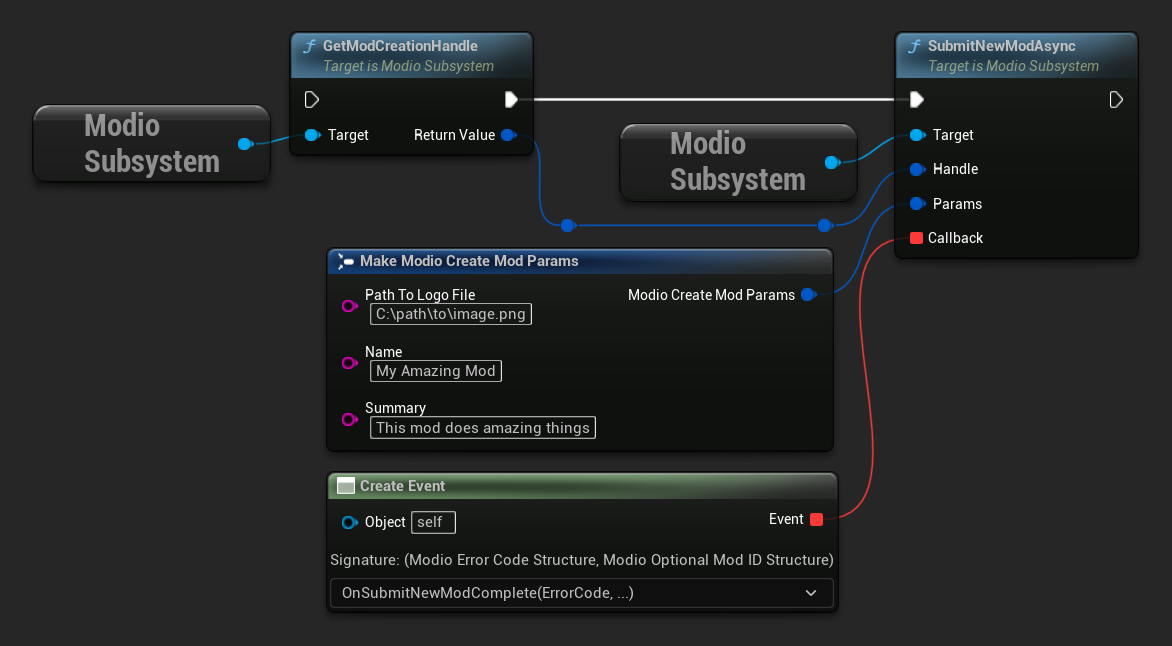 GetModCreationHandle
Target is Modio Subsystem
Target
Return Value
Modio
Subsystem
SubmitNewModAsync
Target is Modio Subsystem
Target
Handle
Params
Callback
Modio
Subsystem
Make Modio Create Mod Params
Path To Logo File
C:\path\to\image.png
Modio Create Mod Params
Name
My Amazing Mod
Summary
This mod does amazing things
Create Event
Object
self
Event
Signature: (Modio Error Code Structure, Modio Optional Mod ID Structure)
OnSubmitNewModComplete(ErrorCode, ...)